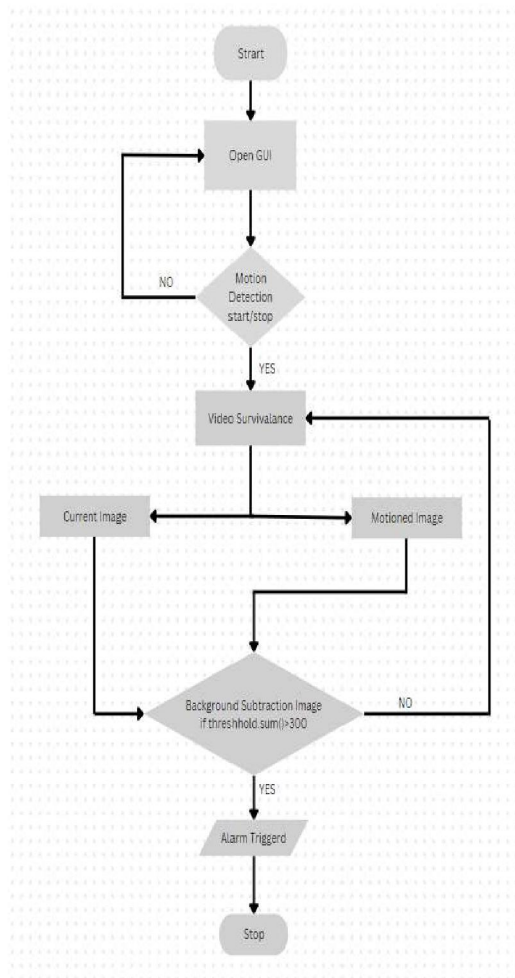 Strart
Open GUI
NO
Motion
Detection
start/stop
YES
Video Survivalance
Current Image
Motioned Image
Background Subtraction Image
if threshhold.sum()>300
NO
YES
Alarm Triggerd
Stop